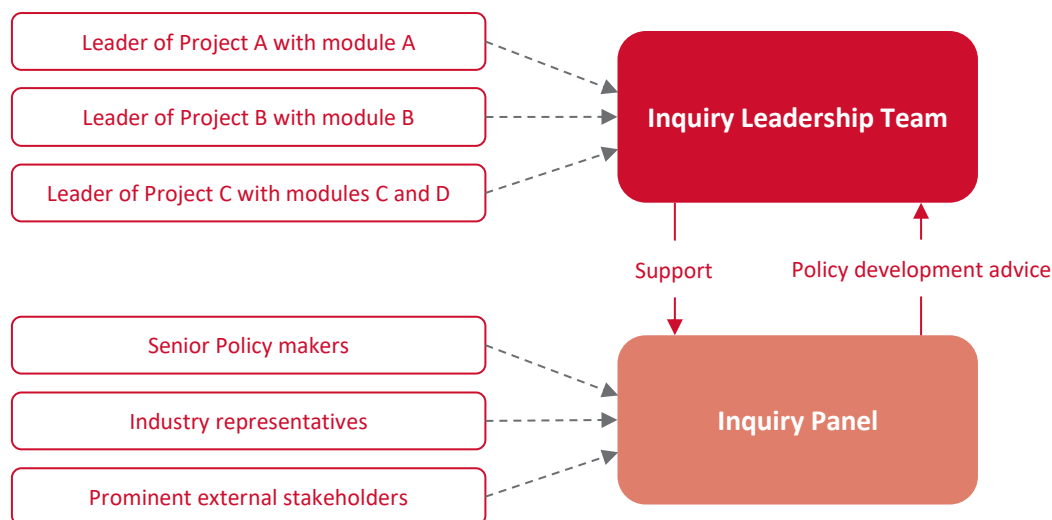 Leader of Project A with module A
Leader of Project B with module B
Leader of Project C with modules C and D
Inquiry Leadership Team
Support
Policy development advice
Senior Policy makers
Industry representatives
Prominent external stakeholders
Inquiry Panel